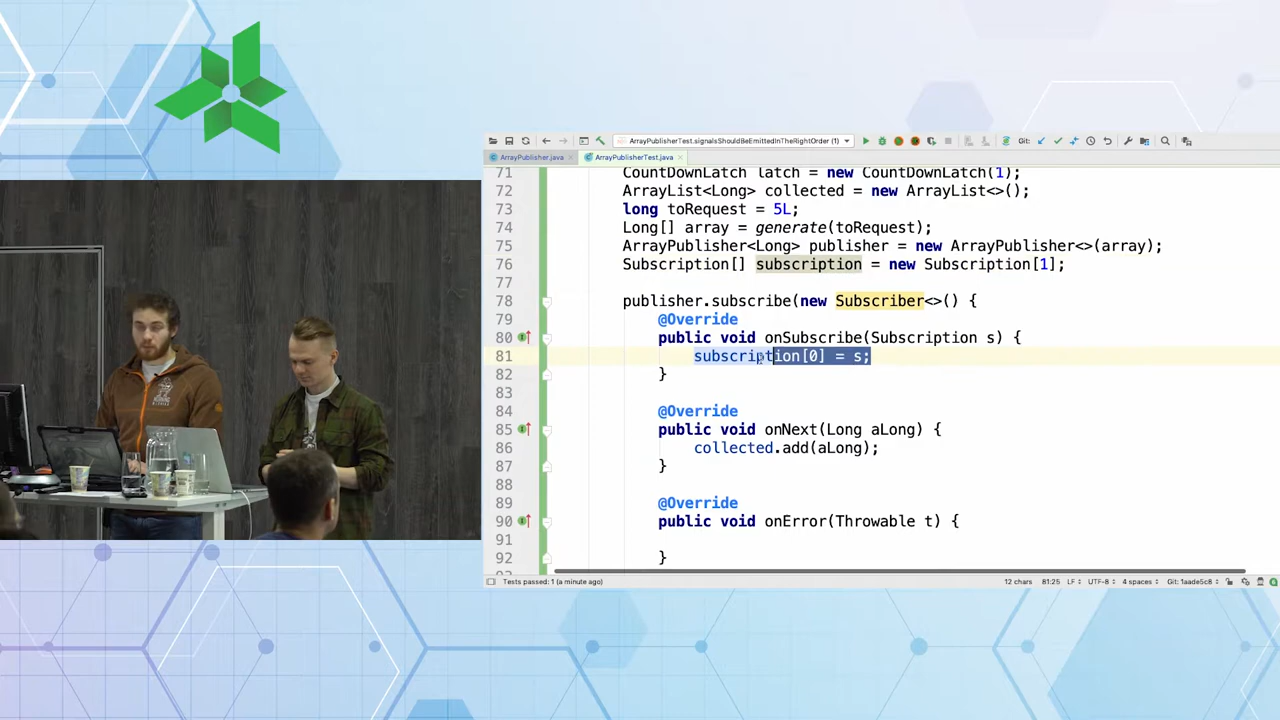 ArrayPublisherTest.signalsShouldBeEmittedInTheRightOrder (1)
Git:
ArrayPublisher.java
ArrayPublisherTest.java
71 CountDownLatch latch = new CountDownLatch(1);
72 ArrayList<Long> collected = new ArrayList<>();
73 long toRequest = 5L;
74 Long[] array = generate(toRequest);
75 ArrayPublisher<Long> publisher = new ArrayPublisher<>(array);
76 Subscription[] subscription = new Subscription[1];
77
78 publisher.subscribe(new Subscriber<>() {
79 @Override
80 public void onSubscribe(Subscription s) {
81 subscription[0] = s;
82 }
83
84 @Override
85 public void onNext(Long aLong) {
86 collected.add(aLong);
87 }
88
89 @Override
90 public void onError(Throwable t) {
91
92 }
Tests passed: 1 (a minute ago)
12 chars 81:25 LF UTF-8 4 spaces Git: 1aade5c8